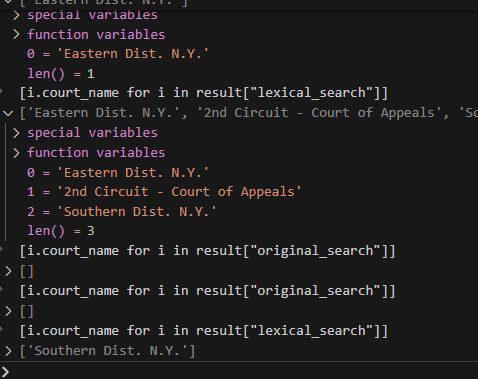 ['Eastern Dist. N.Y.']
special variables
function variables
0 = 'Eastern Dist. N.Y.'
len() = 1
[i.court_name for i in result["lexical_search"]]
['Eastern Dist. N.Y.', '2nd Circuit - Court of Appeals', 'So
special variables
function variables
0 = 'Eastern Dist. N.Y.'
1 = '2nd Circuit - Court of Appeals'
2 = 'Southern Dist. N.Y.'
len() = 3
[i.court_name for i in result["original_search"]]
[]
[i.court_name for i in result["original_search"]]
[]
[i.court_name for i in result["lexical_search"]]
['Southern Dist. N.Y.']